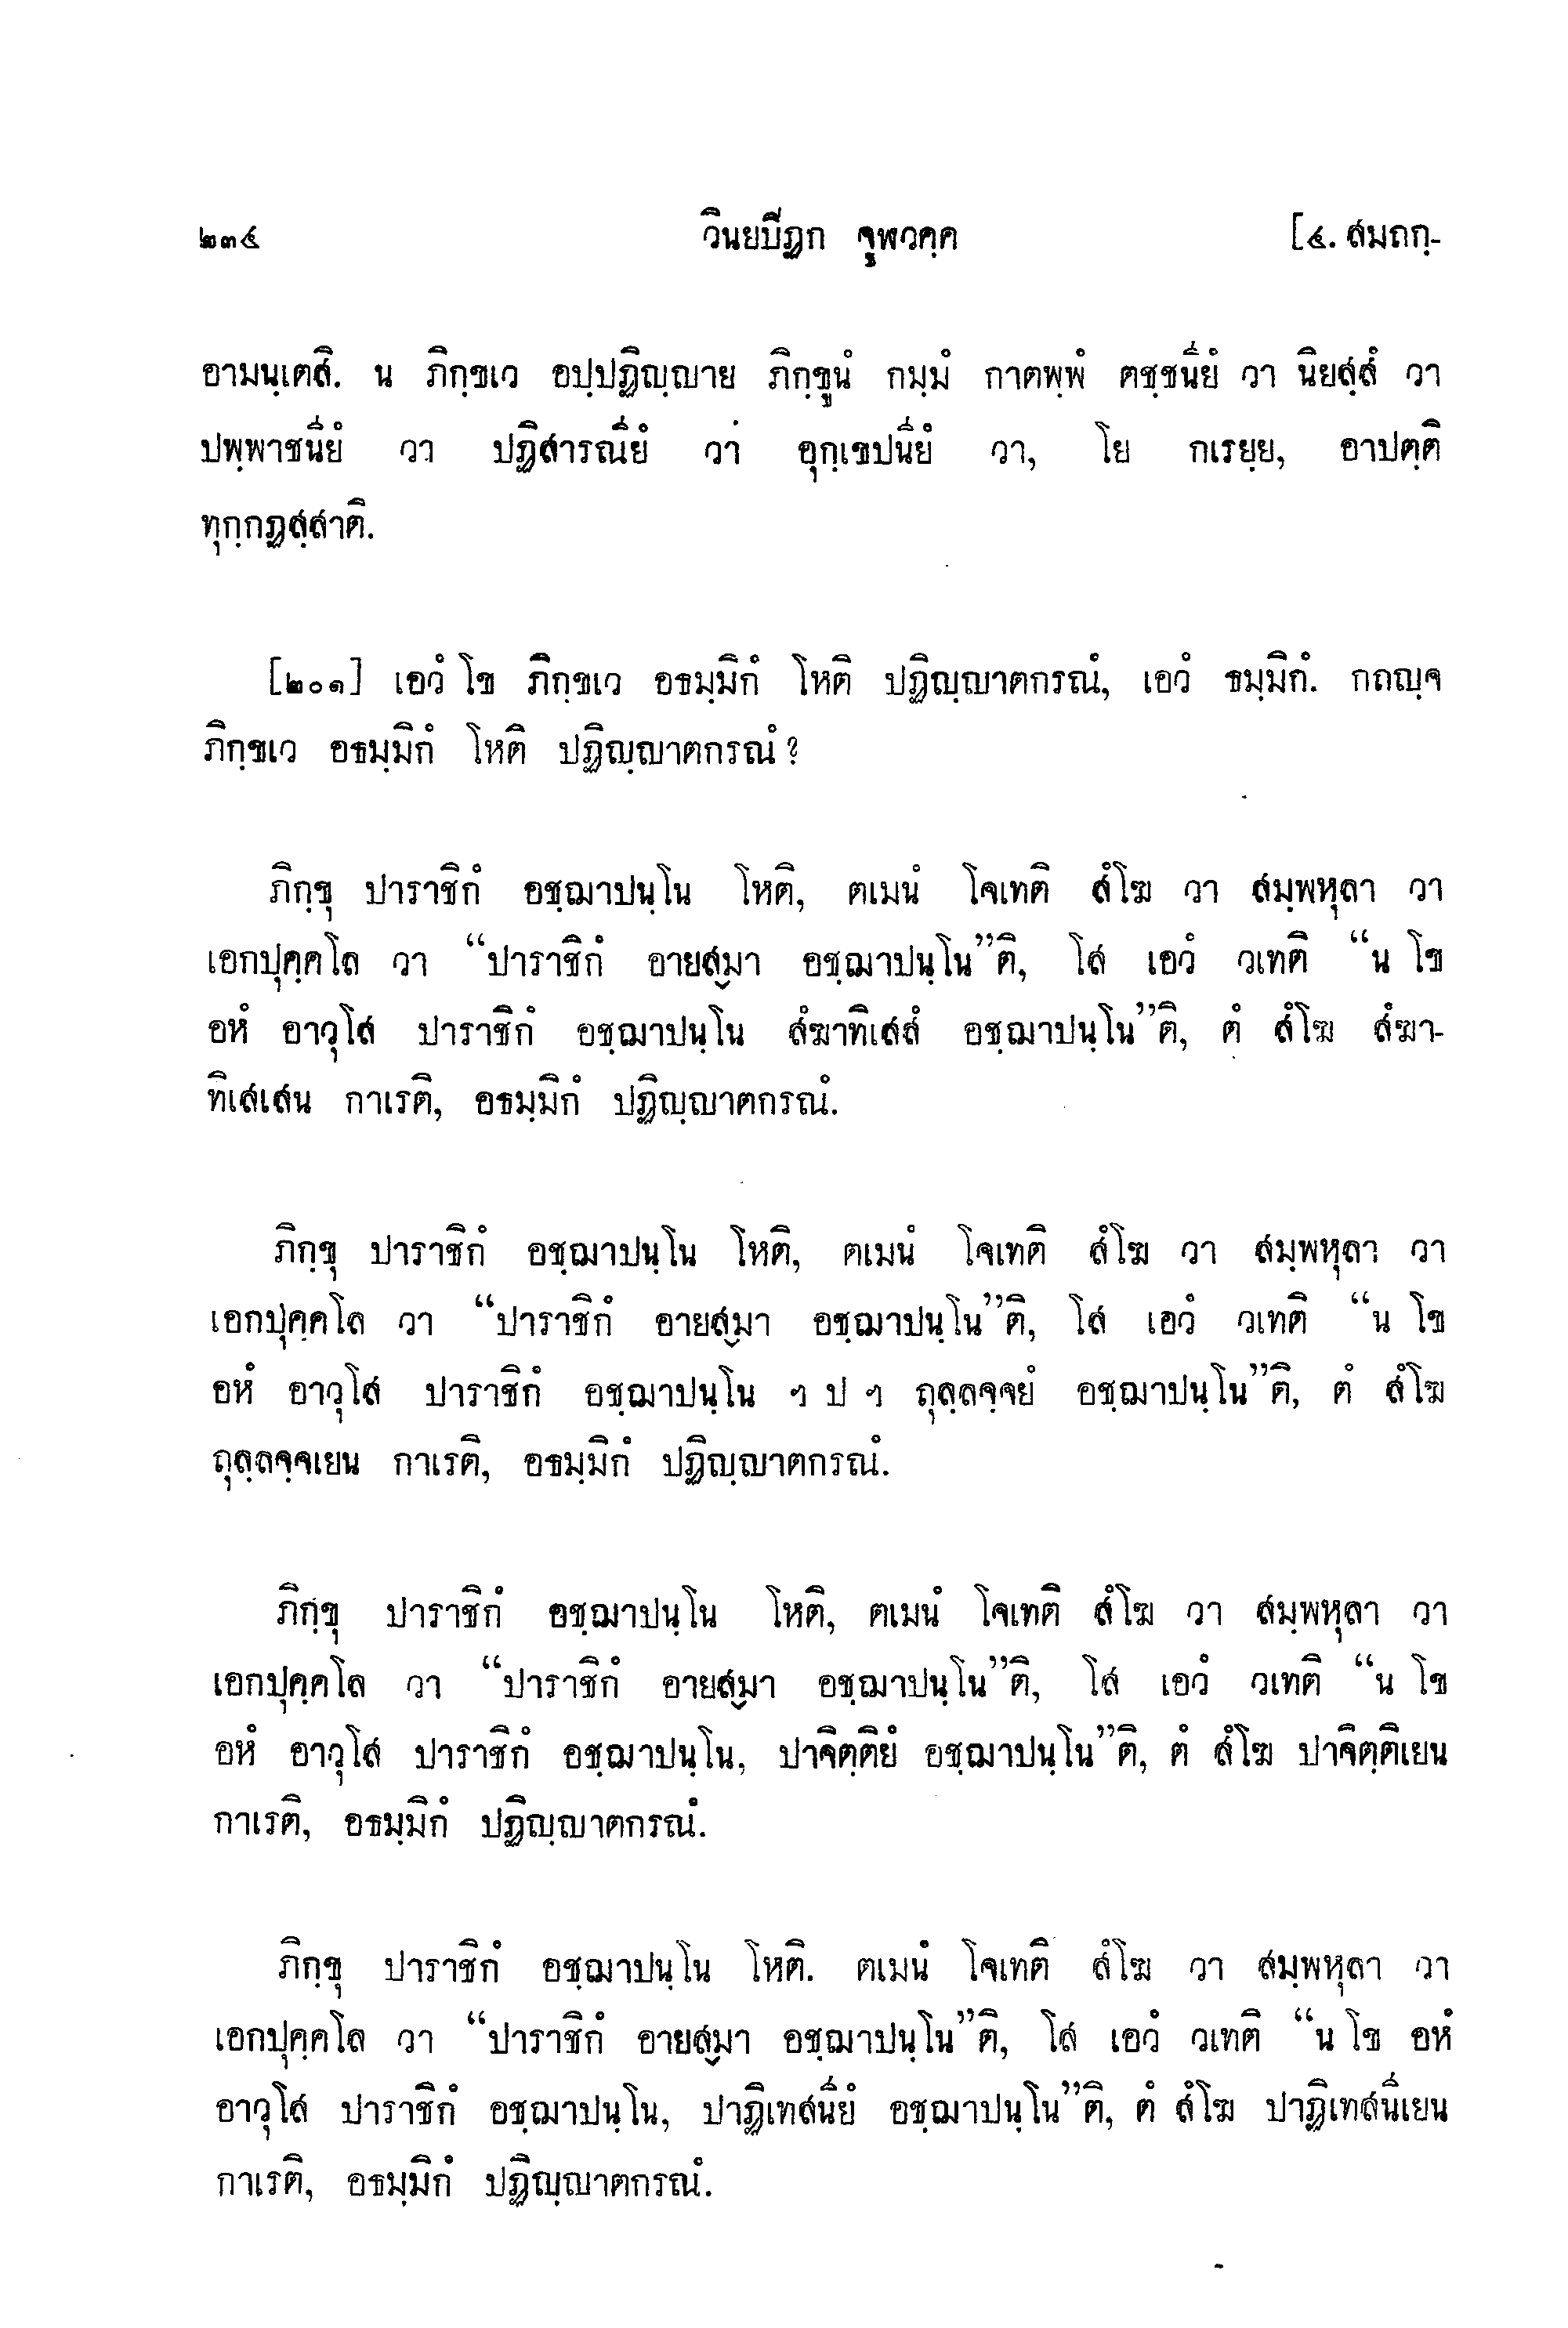 ๒๓๕ วินยปีฏก จูฬวคฺค [๔. สมถกฺ-
อามนฺเตสิ. น ภิกฺขเว อปฺปฏิญฺญาย ภิกฺขูนํ กมฺมํ กาตพฺพํ ตชฺชนียํ วา นิยสฺสํ วา
ปพฺพาชนียํ วา ปฏิสารณียํ วา อุกฺเขปนียํ วา, โย กเรยฺย, อาปตฺติ
ทุกฺกฏสฺสาติ.
[๒๐๑] เอวํ โข ภิกฺขเว อธมฺมิกํ โหติ ปฏิญฺญาตกรณํ, เอวํ ธมฺมิกํ. กถญฺจ
ภิกฺขเว อธมฺมิกํ โหติ ปฏิญฺญาตกรณํ?
ภิกฺขุ ปาราชิกํ อชฺฌาปนฺโน โหติ, ตเมนํ โจเทติ สํโฆ วา สมฺพหุลา วา
เอกปุคฺคโล วา “ปาราชิกํ อายสฺมา อชฺฌาปนฺโน”ติ, โส เอวํ วเทติ “น โข
อหํ อาวุโส ปาราชิกํ อชฺฌาปนฺโน สํฆาทิเสสํ อชฺฌาปนฺโน”ติ, ตํ สํโฆ สํฆา-
ทิเสเสน กาเรติ, อธมฺมิกํ ปฏิญฺญาตกรณํ.
ภิกฺขุ ปาราชิกํ อชฺฌาปนฺโน โหติ, ตเมนํ โจเทติ สํโฆ วา สมฺพหุลา วา
เอกปุคฺคโล วา “ปาราชิกํ อายสฺมา อชฺฌาปนฺโน”ติ, โส เอวํ วเทติ “น โข
อหํ อาวุโส ปาราชิกํ อชฺฌาปนฺโน ฯ ป ฯ ถุลฺลจฺจยํ อชฺฌาปนฺโน”ติ, ตํ สํโฆ
ถุลฺลจฺจเยน กาเรติ, อธมฺมิกํ ปฏิญฺญาตกรณํ.
ภิกฺขุ ปาราชิกํ อชฺฌาปนฺโน โหติ, ตเมนํ โจเทติ สํโฆ วา สมฺพหุลา วา
เอกปุคฺคโล วา “ปาราชิกํ อายสฺมา อชฺฌาปนฺโน”ติ, โส เอวํ วเทติ “น โข
อหํ อาวุโส ปาราชิกํ อชฺฌาปนฺโน, ปาจิตฺติยํ อชฺฌาปนฺโน”ติ, ตํ สํโฆ ปาจิตฺติเยน
กาเรติ, อธมฺมิกํ ปฏิญฺญาตกรณํ.
ภิกฺขุ ปาราชิกํ อชฺฌาปนฺโน โหติ. ตเมนํ โจเทติ สํโฆ วา สมฺพหุลา วา
เอกปุคฺคโล วา “ปาราชิกํ อายสฺมา อชฺฌาปนฺโน”ติ, โส เอวํ วเทติ “น โข อหํ
อาวุโส ปาราชิกํ อชฺฌาปนฺโน, ปาฏิเทสนียํ อชฺฌาปนฺโน”ติ, ตํ สํโฆ ปาฏิเทสนีเยน
กาเรติ, อธมฺมิกํ ปฏิญฺญาตกรณํ.